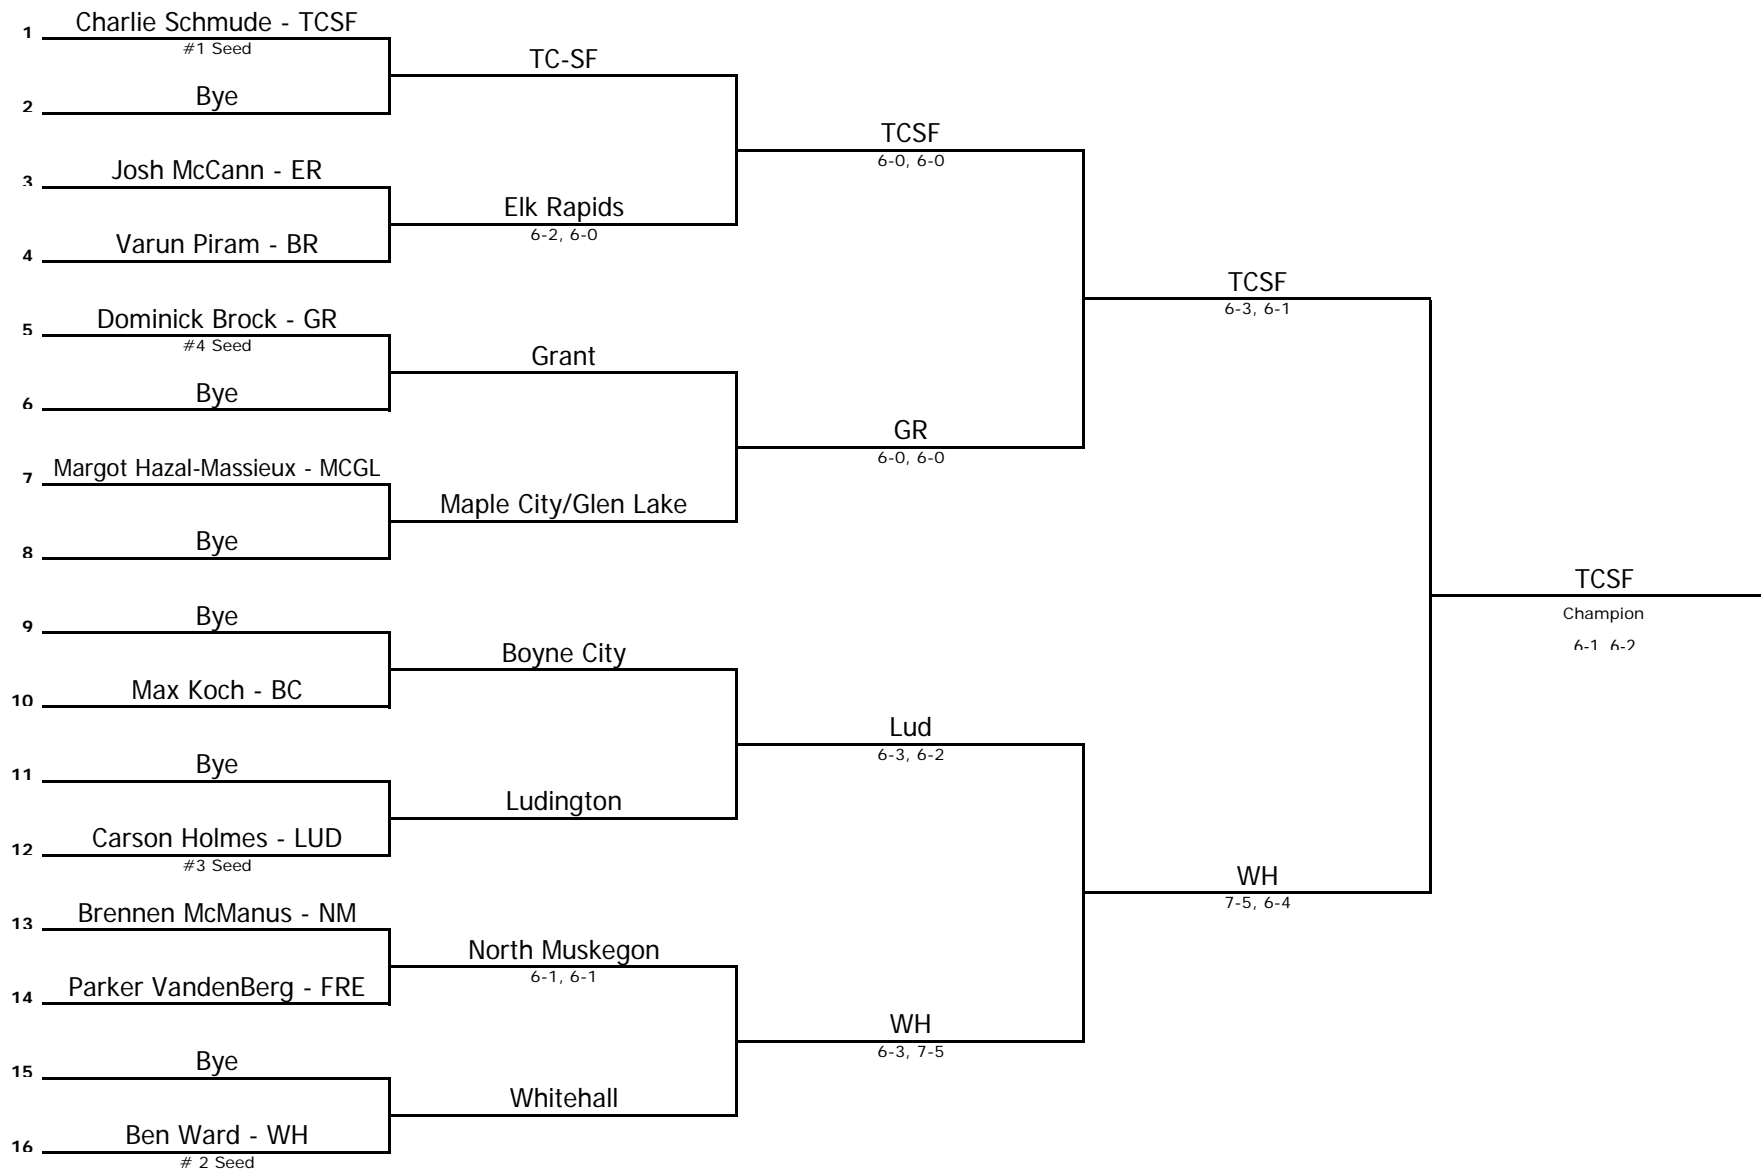 1 Charlie Schmude - TCSF
#1 Seed
TC-SF
2 Bye
TCSF
6-0, 6-0
3 Josh McCann - ER
Elk Rapids
6-2, 6-0
4 Varun Piram - BR
TCSF
6-3, 6-1
5 Dominick Brock - GR
#4 Seed
Grant
6 Bye
GR
6-0, 6-0
7 Margot Hazal-Massieux - MCGL
Maple City/Glen Lake
8 Bye
TCSF
Champion
6-1, 6-2
9 Bye
Boyne City
10 Max Koch - BC
Lud
6-3, 6-2
11 Bye
Ludington
12 Carson Holmes - LUD
#3 Seed
WH
7-5, 6-4
13 Brennen McManus - NM
North Muskegon
6-1, 6-1
14 Parker VandenBerg - FRE
WH
6-3, 7-5
15 Bye
Whitehall
16 Ben Ward - WH
# 2 Seed